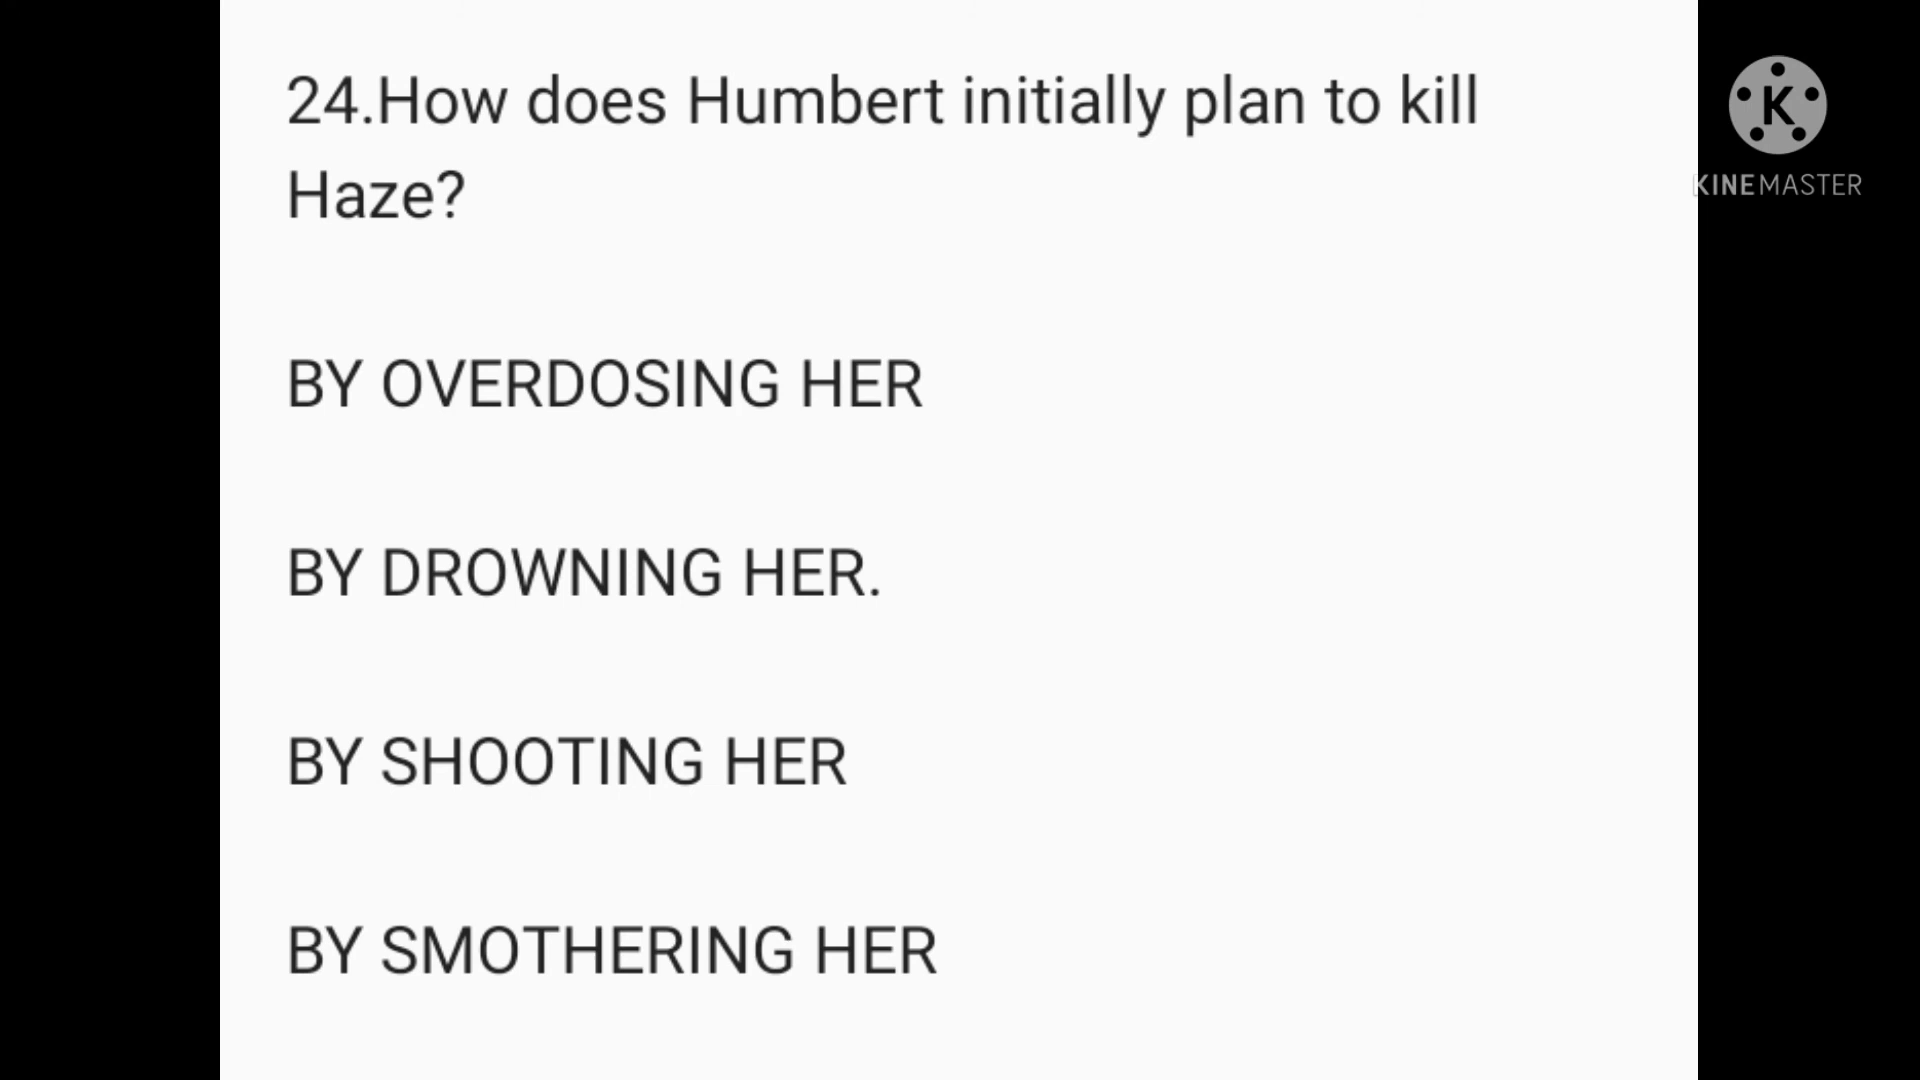 24.How does Humbert initially plan to kill
Haze?
BY OVERDOSING HER
BY DROWNING HER.
BY SHOOTING HER
BY SMOTHERING HER
K
KINEMASTER